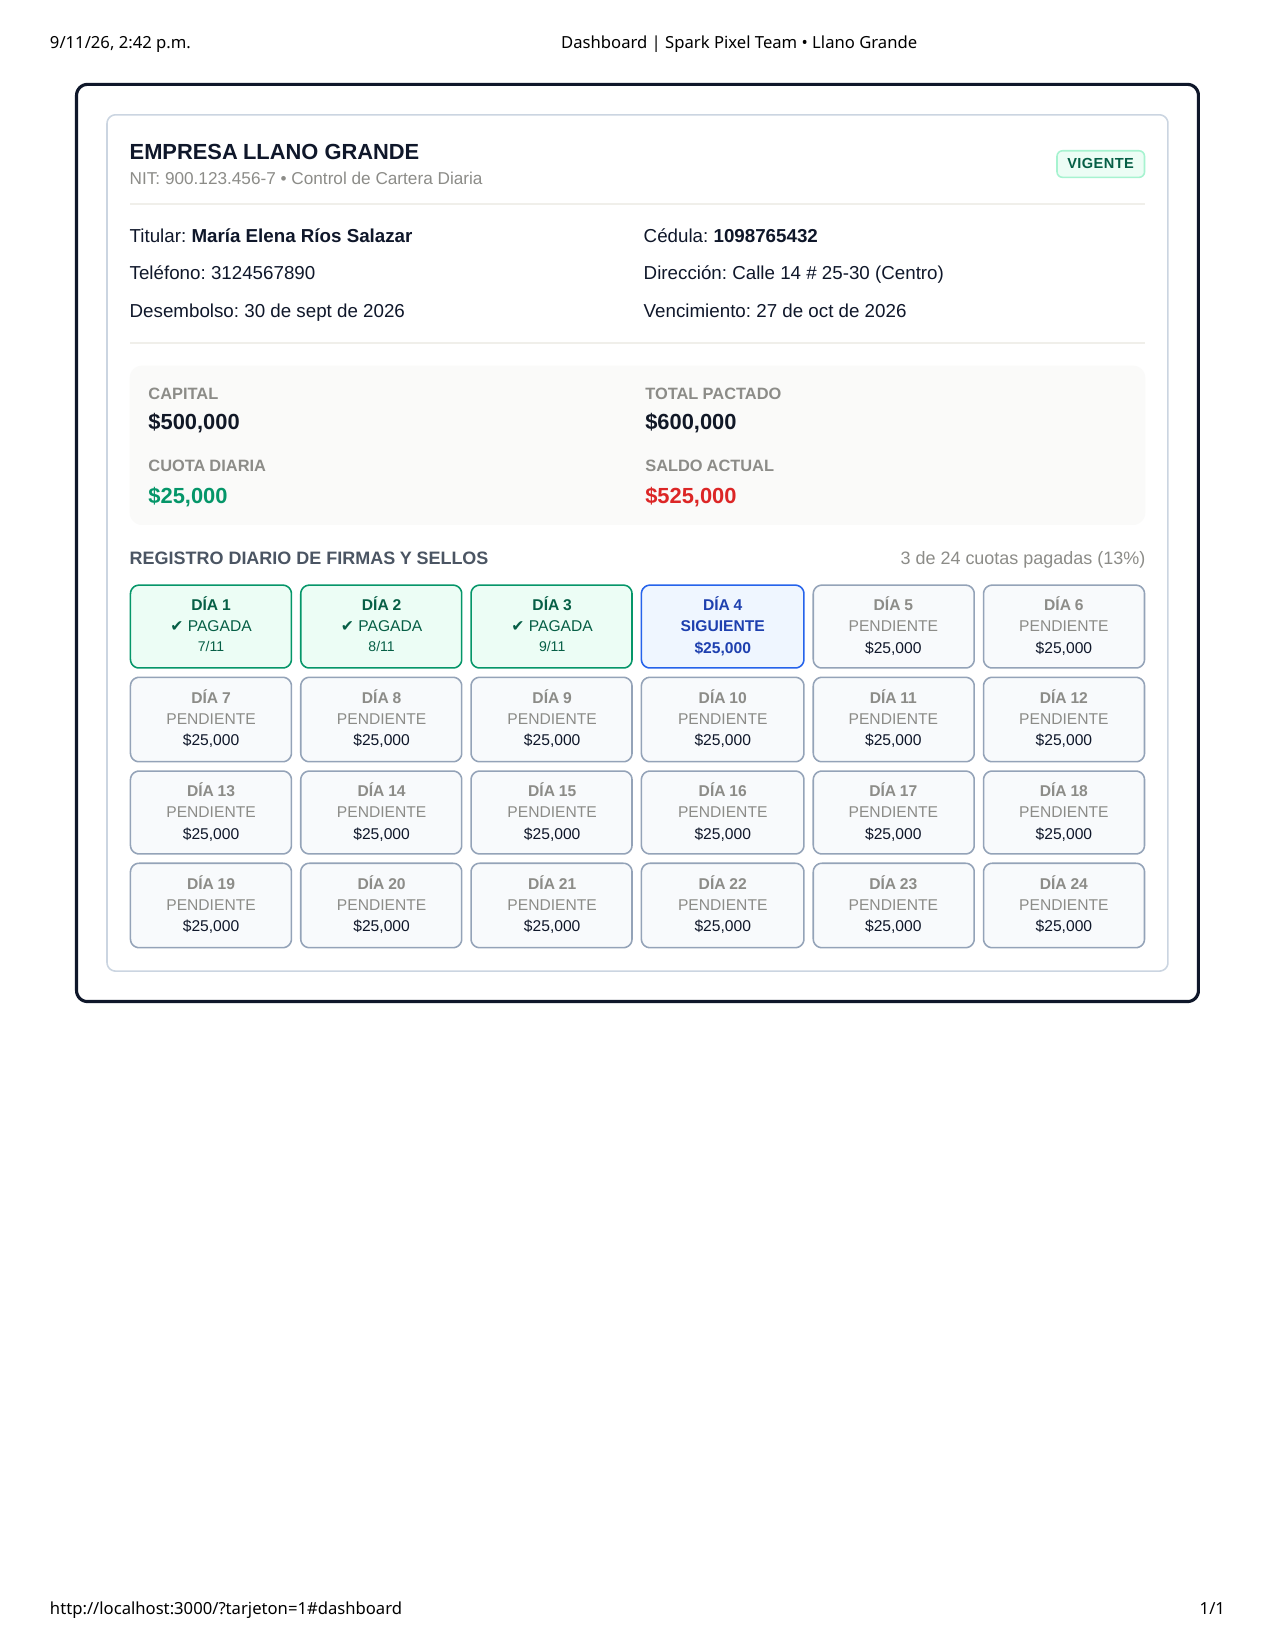 9/11/26, 2:42 p.m. Dashboard | Spark Pixel Team • Llano Grande
EMPRESA LLANO GRANDE
NIT: 900.123.456-7 • Control de Cartera Diaria
VIGENTE
Titular: María Elena Ríos Salazar Cédula: 1098765432
Teléfono: 3124567890 Dirección: Calle 14 # 25-30 (Centro)
Desembolso: 30 de sept de 2026 Vencimiento: 27 de oct de 2026
CAPITAL TOTAL PACTADO
$500,000 $600,000
CUOTA DIARIA SALDO ACTUAL
$25,000 $525,000
REGISTRO DIARIO DE FIRMAS Y SELLOS 3 de 24 cuotas pagadas (13%)
DÍA 1 DÍA 2 DÍA 3 DÍA 4 DÍA 5 DÍA 6
✔ PAGADA ✔ PAGADA ✔ PAGADA SIGUIENTE PENDIENTE PENDIENTE
7/11 8/11 9/11 $25,000 $25,000 $25,000
DÍA 7 DÍA 8 DÍA 9 DÍA 10 DÍA 11 DÍA 12
PENDIENTE PENDIENTE PENDIENTE PENDIENTE PENDIENTE PENDIENTE
$25,000 $25,000 $25,000 $25,000 $25,000 $25,000
DÍA 13 DÍA 14 DÍA 15 DÍA 16 DÍA 17 DÍA 18
PENDIENTE PENDIENTE PENDIENTE PENDIENTE PENDIENTE PENDIENTE
$25,000 $25,000 $25,000 $25,000 $25,000 $25,000
DÍA 19 DÍA 20 DÍA 21 DÍA 22 DÍA 23 DÍA 24
PENDIENTE PENDIENTE PENDIENTE PENDIENTE PENDIENTE PENDIENTE
$25,000 $25,000 $25,000 $25,000 $25,000 $25,000
http://localhost:3000/?tarjeton=1#dashboard 1/1